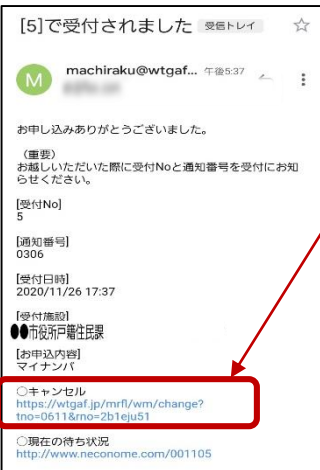 [5]で受付されました 受信トレイ
M machiraku@wtgaf... 午後5:37
お申し込みありがとうございました。
（重要）
お越しいただいた際に受付Noと通知番号を受付にお知
らせください。
[受付No]
5
[通知番号]
0306
[受付日時]
2020/11/26 17:37
[受付施設]
●●市役所戸籍住民課
[お申込内容]
マイナンバ
○キャンセル
https://wtgaf.jp/mrfl/wm/change?
tno=0611&rno=2b1eju51
○現在の待ち状況
http://www.neconome.com/001105